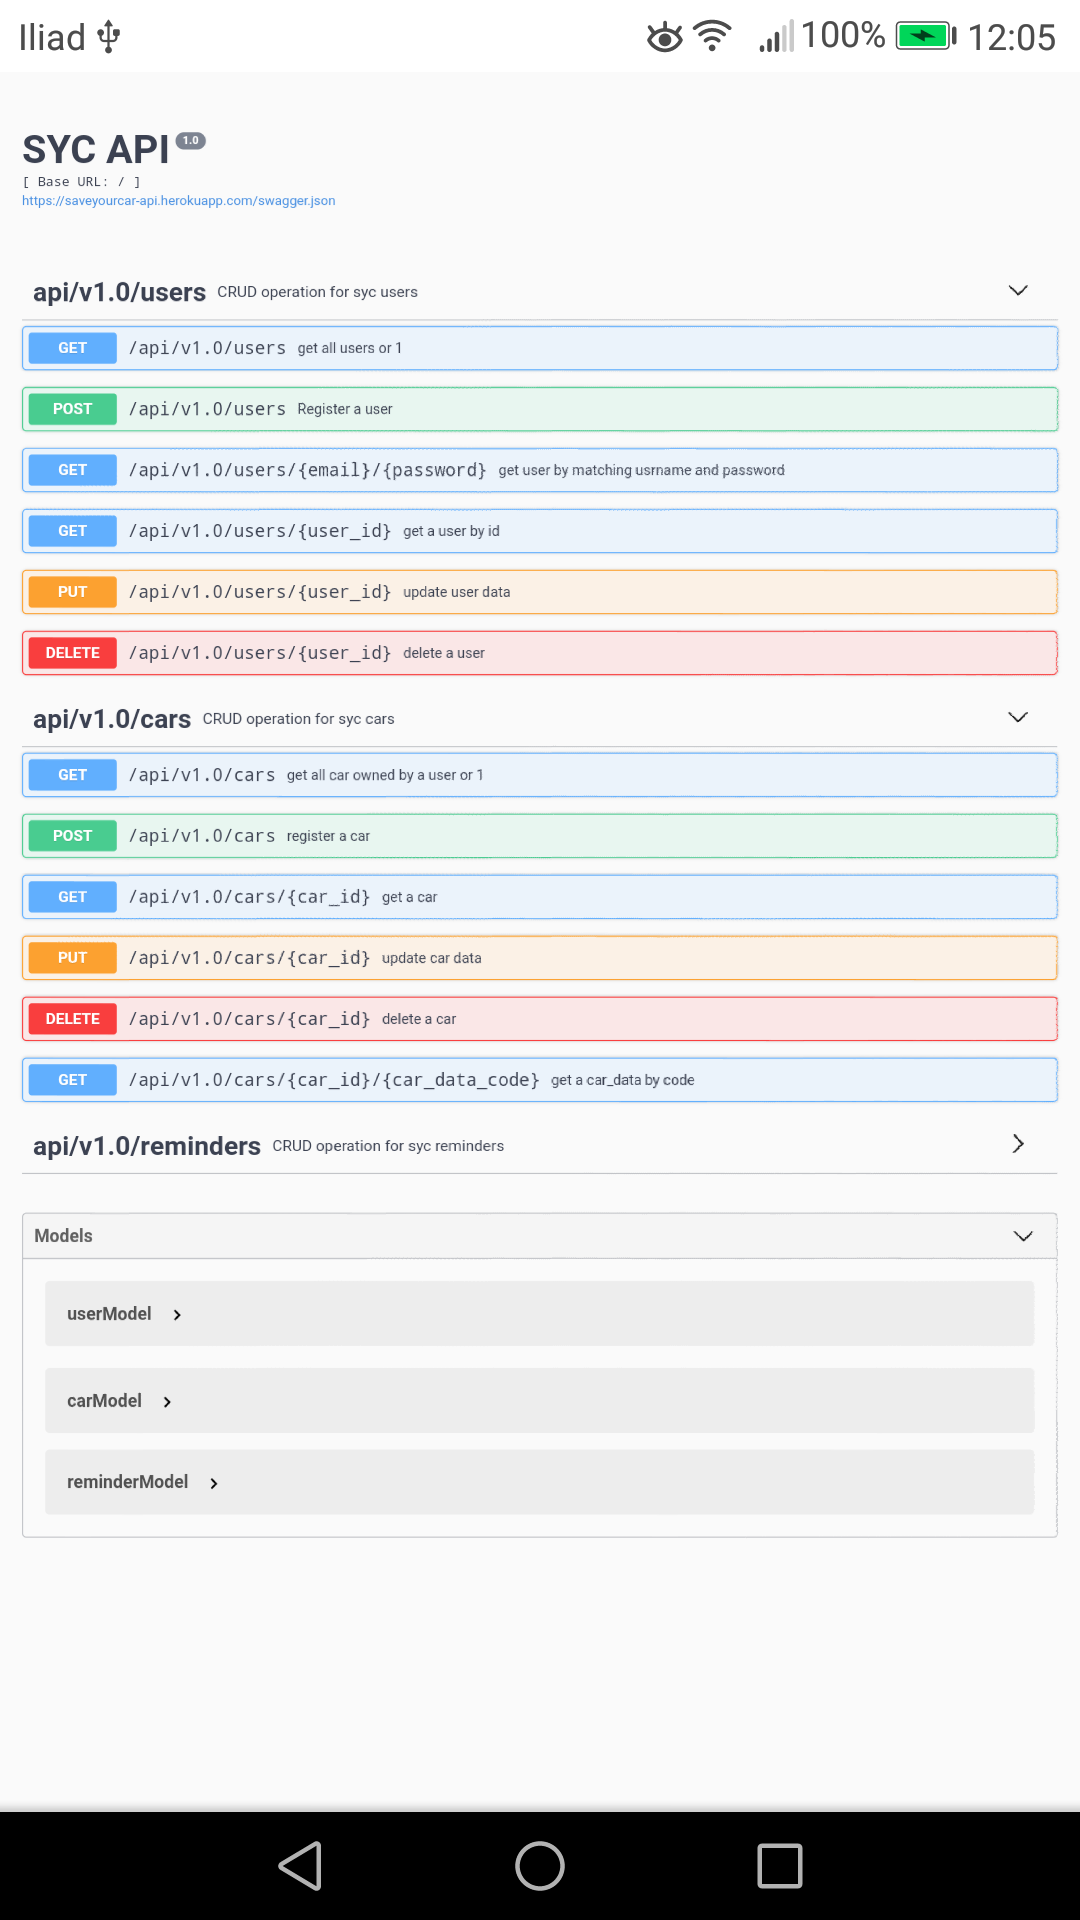 Iliad 100% 12:05
SYC API 1.0
[ Base URL: / ]
https://saveyourcar-api.herokuapp.com/swagger.json
api/v1.0/users CRUD operation for syc users
GET /api/v1.0/users get all users or 1
POST /api/v1.0/users Register a user
GET /api/v1.0/users/{email}/{password} get user by matching usrname and password
GET /api/v1.0/users/{user_id} get a user by id
PUT /api/v1.0/users/{user_id} update user data
DELETE /api/v1.0/users/{user_id} delete a user
api/v1.0/cars CRUD operation for syc cars
GET /api/v1.0/cars get all car owned by a user or 1
POST /api/v1.0/cars register a car
GET /api/v1.0/cars/{car_id} get a car
PUT /api/v1.0/cars/{car_id} update car data
DELETE /api/v1.0/cars/{car_id} delete a car
GET /api/v1.0/cars/{car_id}/{car_data_code} get a car_data by code
api/v1.0/reminders CRUD operation for syc reminders
Models
userModel
carModel
reminderModel